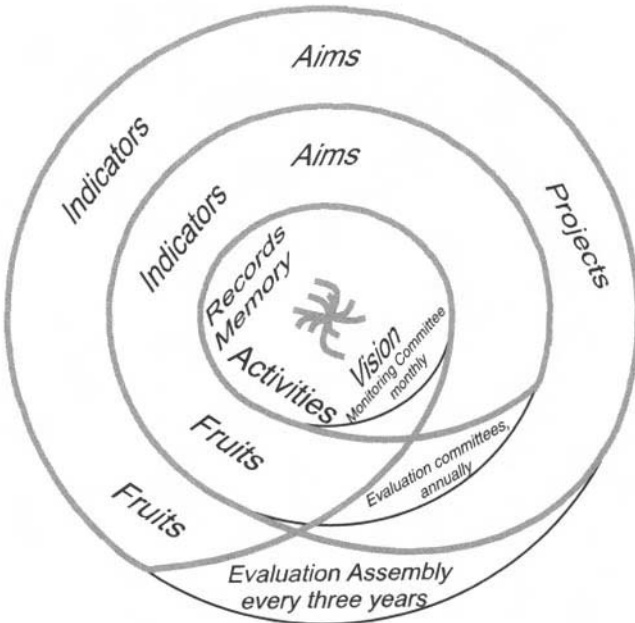 Aims
Indicators
Projects
Aims
Indicators
Records
Memory
Vision
Monitoring Committee
monthly
Activities
Fruits
Evaluation committees,
annually
Fruits
Evaluation Assembly
every three years